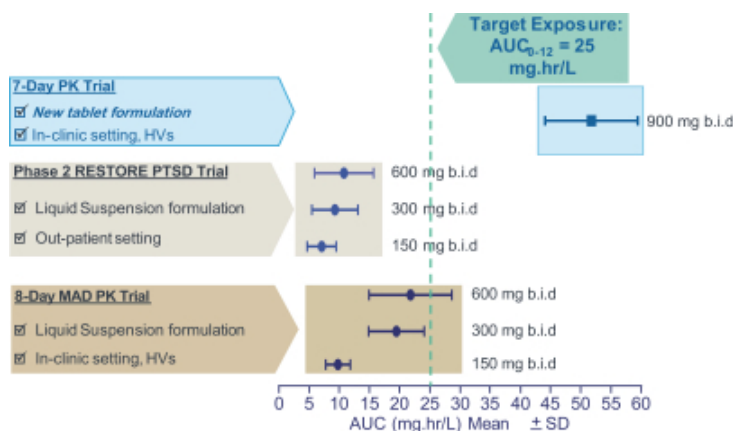 Target Exposure:
AUC0-12 = 25
mg.hr/L
7-Day PK Trial
☑ New tablet formulation
☑ In-clinic setting, HVs
900 mg b.i.d
Phase 2 RESTORE PTSD Trial
☑ Liquid Suspension formulation
☑ Out-patient setting
600 mg b.i.d
300 mg b.i.d
150 mg b.i.d
8-Day MAD PK Trial
☑ Liquid Suspension formulation
☑ In-clinic setting, HVs
600 mg b.i.d
300 mg b.i.d
150 mg b.i.d
0 5 10 15 20 25 30 35 40 45 50 55 60
AUC (mg.hr/L) Mean ± SD